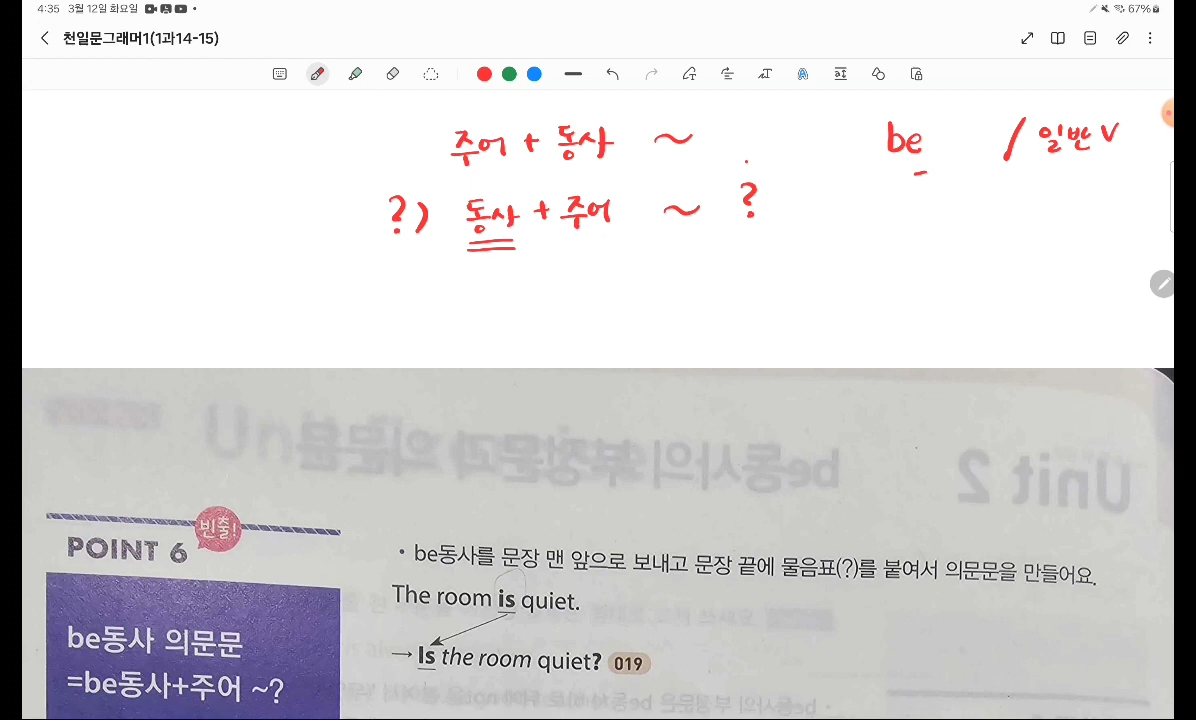 4:35 3월 12일 화요일
67%
천일문그래머1(1과14-15)
주어 + 동사 ~ be / 일반 V
?) 동사 + 주어 ~ ?
Unit 2 be동사의 부정문과 의문문
빈출!
POINT 6
be동사 의문문
=be동사+주어 ~?
• be동사를 문장 맨 앞으로 보내고 문장 끝에 물음표(?)를 붙여서 의문문을 만들어요.
The room is quiet.
→ Is the room quiet? 019